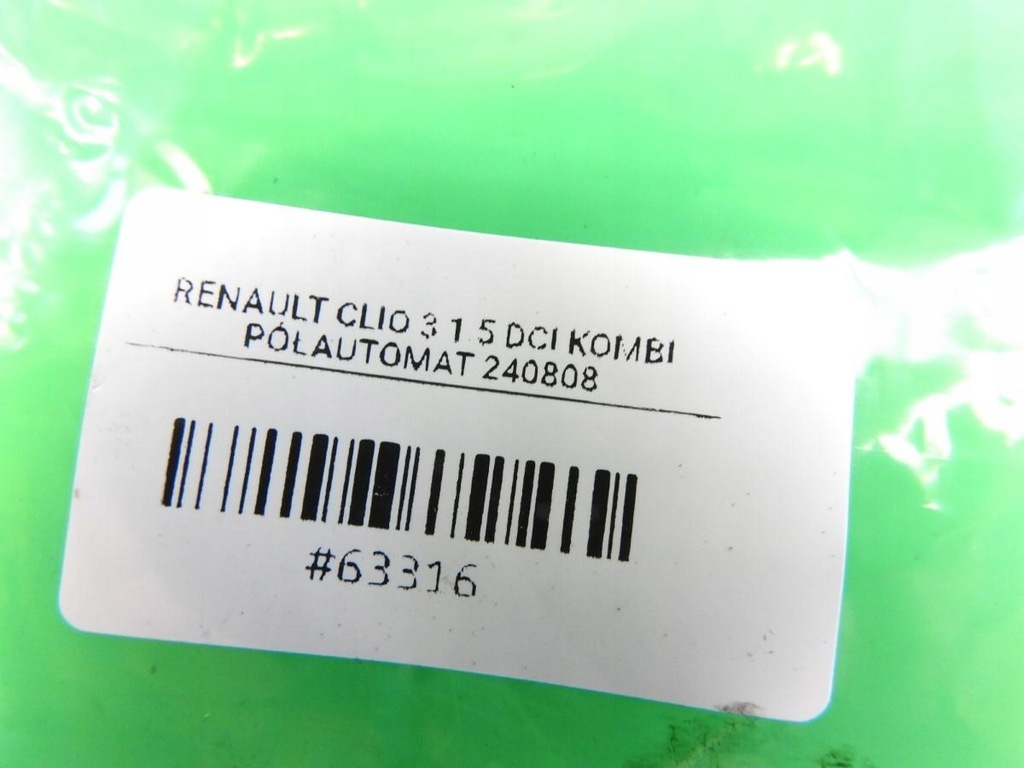 RENAULT CLIO 3 1.5 DCI KOMBI
PÓŁAUTOMAT 240808
#63316